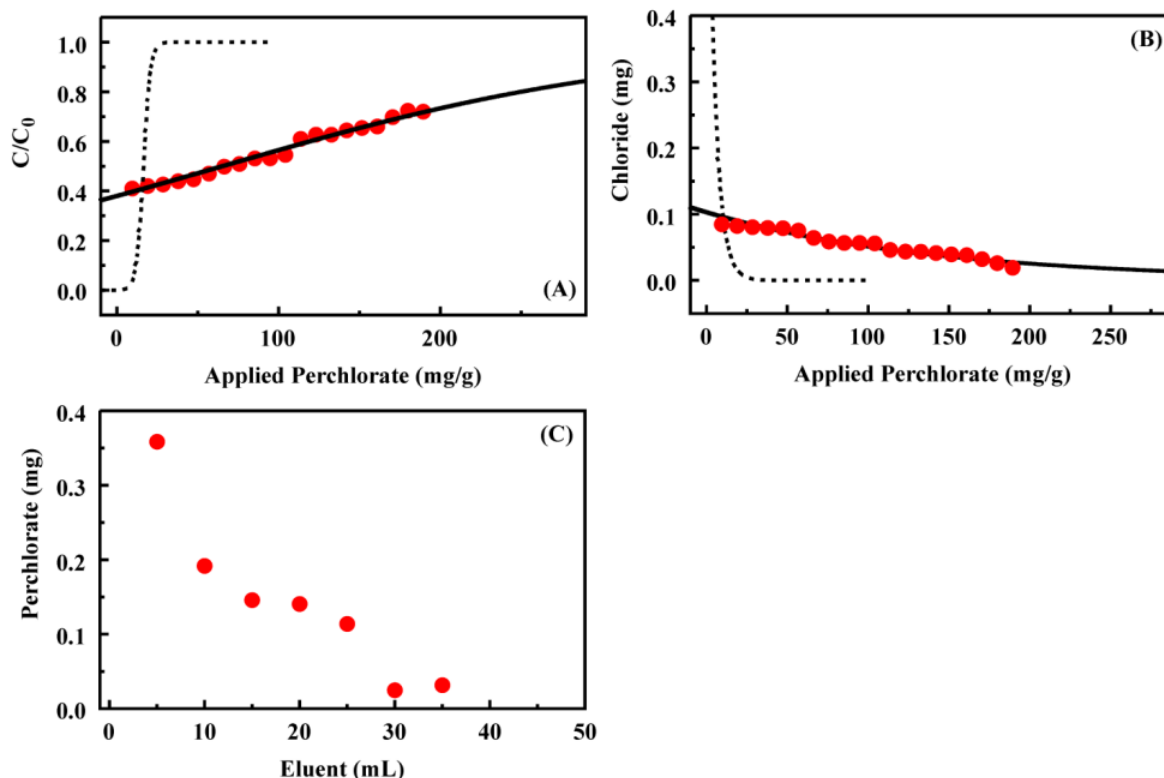 C/C0
1.0
0.8
0.6
0.4
0.2
0.0
(A)
0 100 200
Applied Perchlorate (mg/g)
Chloride (mg)
0.4
0.3
0.2
0.1
0.0
(B)
0 50 100 150 200 250
Applied Perchlorate (mg/g)
Perchlorate (mg)
0.4
0.3
0.2
0.1
0.0
(C)
0 10 20 30 40 50
Eluent (mL)